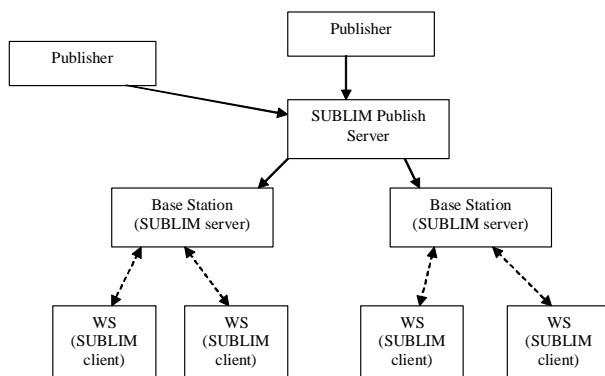 Publisher
Publisher
SUBLIM Publish
Server
Base Station
(SUBLIM server)
Base Station
(SUBLIM server)
WS
(SUBLIM
client)
WS
(SUBLIM
client)
WS
(SUBLIM
client)
WS
(SUBLIM
client)